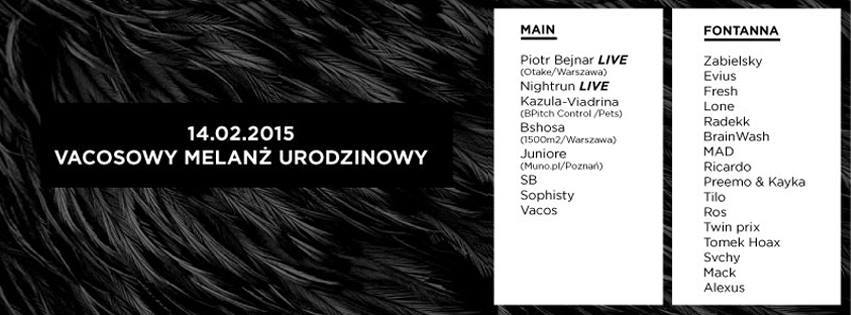 14.02.2015
VACOSOWY MELANŻ URODZINOWY
MAIN
Piotr Bejnar LIVE
(Otake/Warszawa)
Nightrun LIVE
Kazula-Viadrina
(BPitch Control /Pets)
Bshosa
(1500m2/Warszawa)
Juniore
(Muno.pl/Poznań)
SB
Sophisty
Vacos
FONTANNA
Zabielsky
Evius
Fresh
Lone
Radekk
BrainWash
MAD
Ricardo
Preemo & Kayka
Tilo
Ros
Twin prix
Tomek Hoax
Svchy
Mack
Alexus